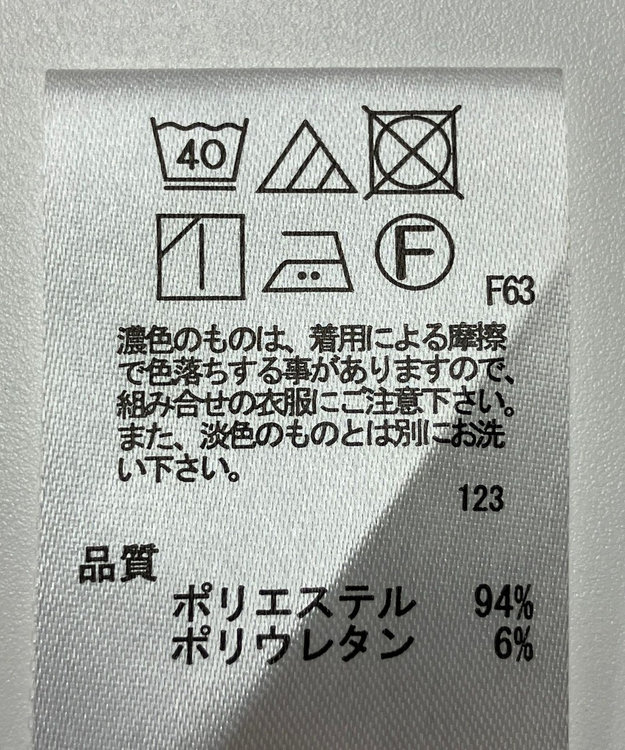 40
F
F63
濃色のものは、着用による摩擦
で色落ちする事がありますので、
組み合せの衣服にご注意下さい。
また、淡色のものとは別にお洗
い下さい。
123
品質
ポリエステル 94%
ポリウレタン 6%